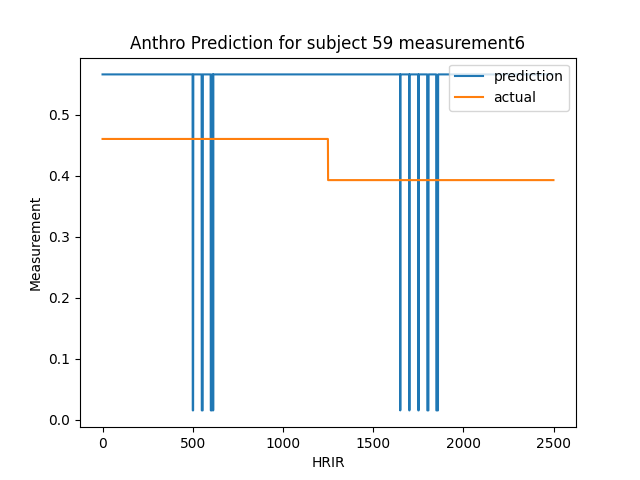 Anthro Prediction for subject 59 measurement6
prediction
actual
0.5
0.4
0.3
0.2
0.1
0.0
Measurement
0 500 1000 1500 2000 2500
HRIR